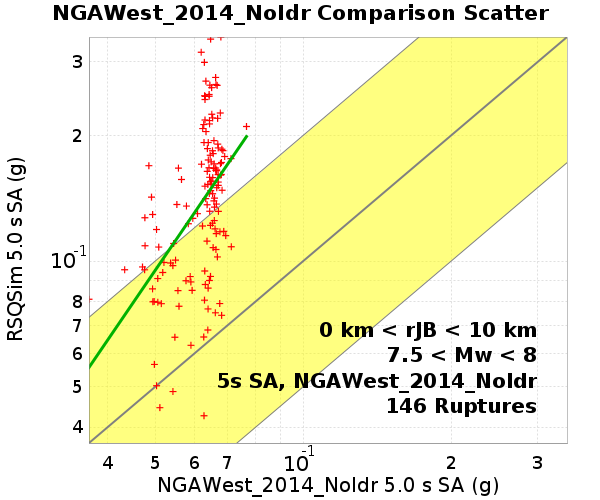 NGAWest_2014_NoIdr Comparison Scatter
RSQSim 5.0 s SA (g)
3
2
10-1
8
7
6
5
4
0 km < rJB < 10 km
7.5 < Mw < 8
5s SA, NGAWest_2014_NoIdr
146 Ruptures
4 5 6 7 10-1 2 3
NGAWest_2014_NoIdr 5.0 s SA (g)